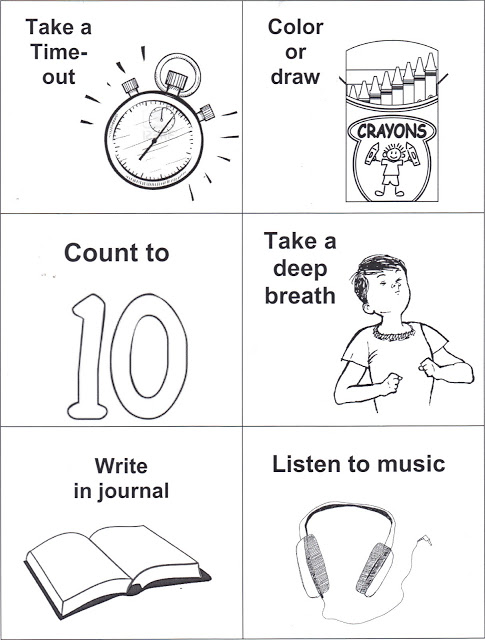 Take a
Time-
out
Color
or
draw
CRAYONS
Count to
10
Take a
deep
breath
Write
in journal
Listen to music